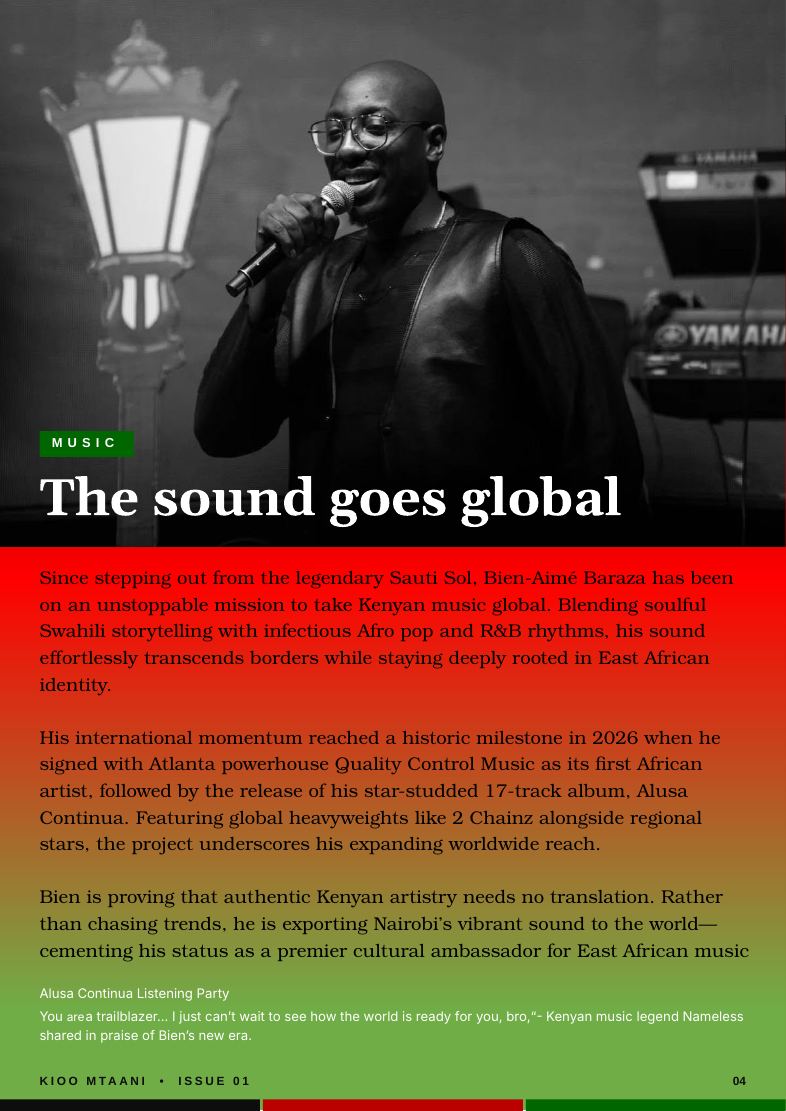 YAMAHA
YAMAHA
MUSIC
The sound goes global
Since stepping out from the legendary Sauti Sol, Bien-Aimé Baraza has been
on an unstoppable mission to take Kenyan music global. Blending soulful
Swahili storytelling with infectious Afro pop and R&B rhythms, his sound
effortlessly transcends borders while staying deeply rooted in East African
identity.
His international momentum reached a historic milestone in 2026 when he
signed with Atlanta powerhouse Quality Control Music as its first African
artist, followed by the release of his star-studded 17-track album, Alusa
Continua. Featuring global heavyweights like 2 Chainz alongside regional
stars, the project underscores his expanding worldwide reach.
Bien is proving that authentic Kenyan artistry needs no translation. Rather
than chasing trends, he is exporting Nairobi’s vibrant sound to the world—
cementing his status as a premier cultural ambassador for East African music
Alusa Continua Listening Party
You are a trailblazer... I just can’t wait to see how the world is ready for you, bro,“- Kenyan music legend Nameless
shared in praise of Bien’s new era.
KIOO MTAANI • ISSUE 01
04